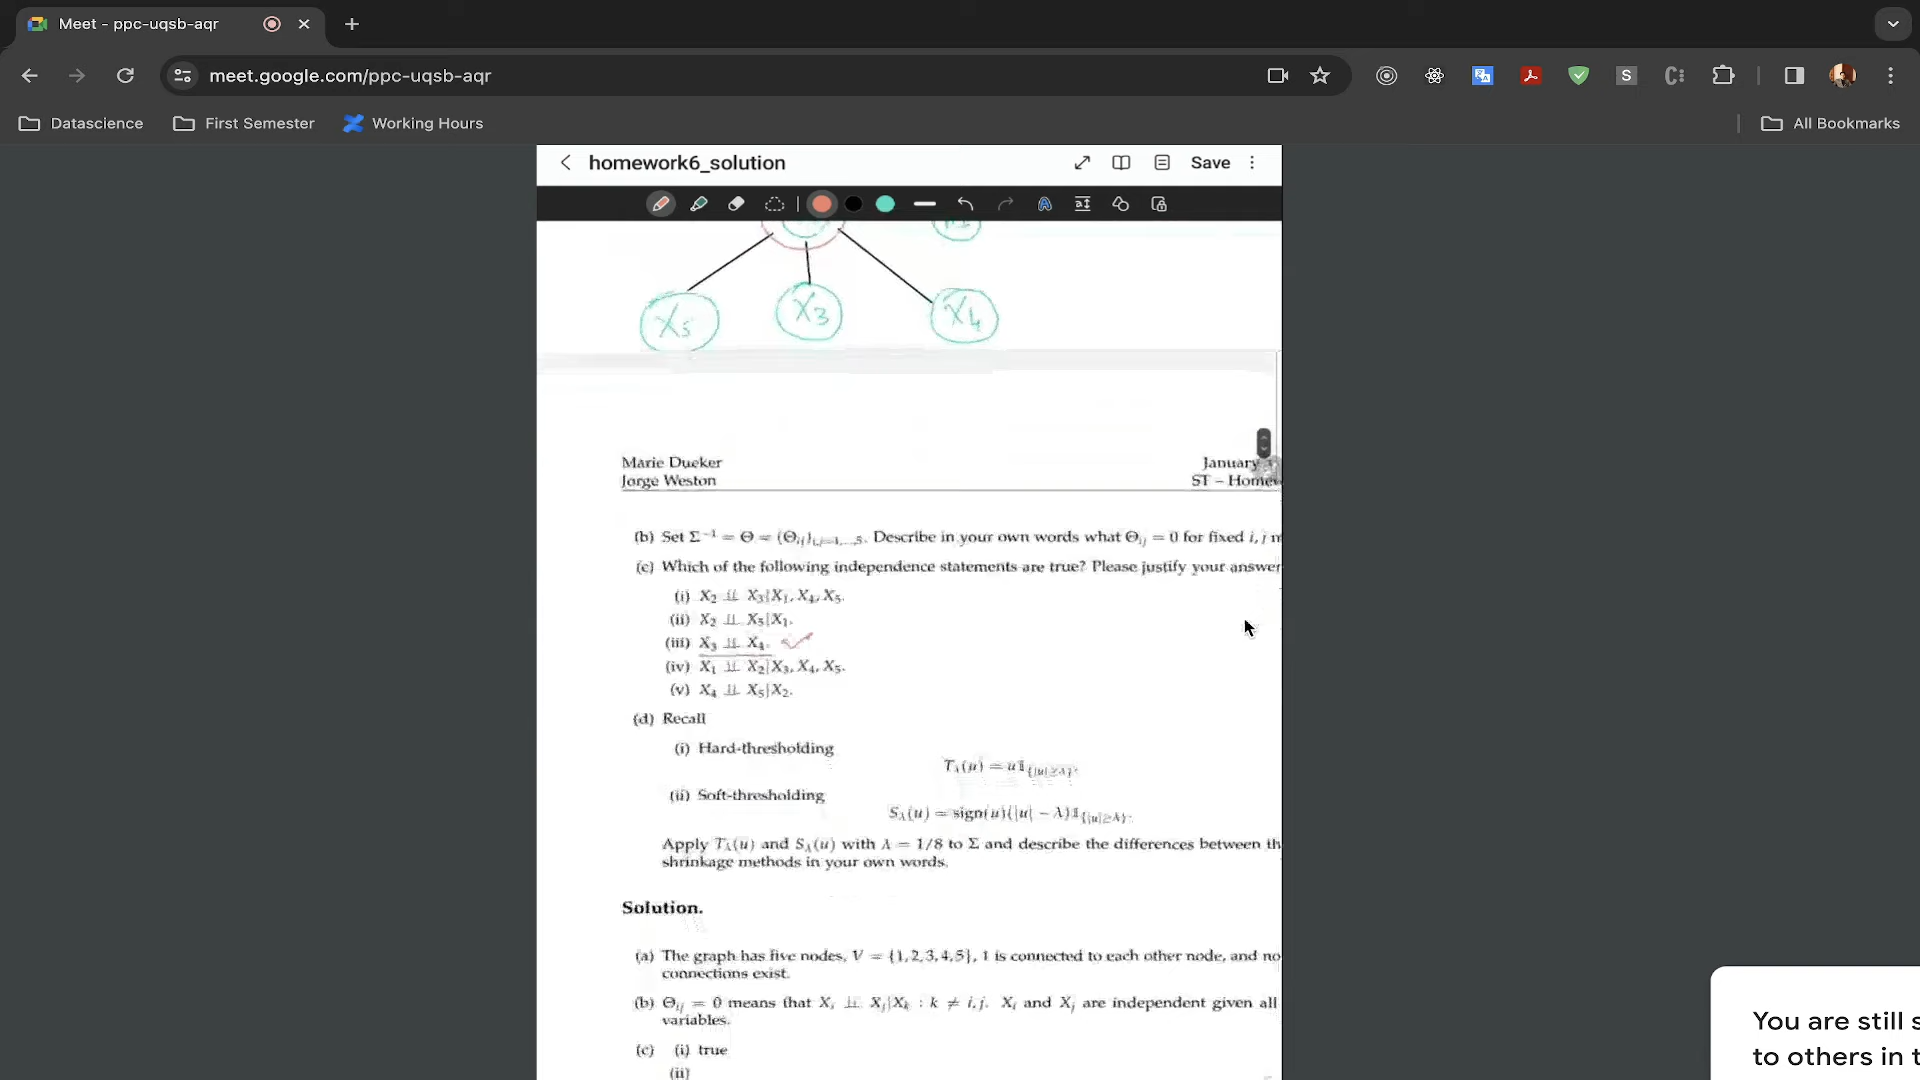 Meet - ppc-uqsb-aqr
meet.google.com/ppc-uqsb-aqr
Datascience
First Semester
Working Hours
All Bookmarks
homework6_solution
Save
X5
X3
X4
Marie Dueker
January
Jorge Weston
ST – Homew
(b) Set Σ⁻¹ = Θ = (Θij)i,j=1,...,5. Describe in your own words what Θij = 0 for fixed i, j m
(c) Which of the following independence statements are true? Please justify your answer
(i) X2 ⫫ X3|X1, X4, X5.
(ii) X2 ⫫ X5|X1.
(iii) X3 ⫫ X4.
(iv) X1 ⫫ X2|X3, X4, X5.
(v) X4 ⫫ X5|X2.
(d) Recall
(i) Hard-thresholding
Tλ(u) = u𝟙{|u|≥λ}.
(ii) Soft-thresholding
Sλ(u) = sign(u)(|u| − λ)𝟙{|u|≥λ}.
Apply Tλ(u) and Sλ(u) with λ = 1/8 to Σ and describe the differences between th
shrinkage methods in your own words.
Solution.
(a) The graph has five nodes, V = {1,2,3,4,5}, 1 is connected to each other node, and no
connections exist.
(b) Θij = 0 means that Xi ⫫ Xj|Xk : k ≠ i, j. Xi and Xj are independent given all
variables.
(c) (i) true
(ii)
You are still s
to others in t